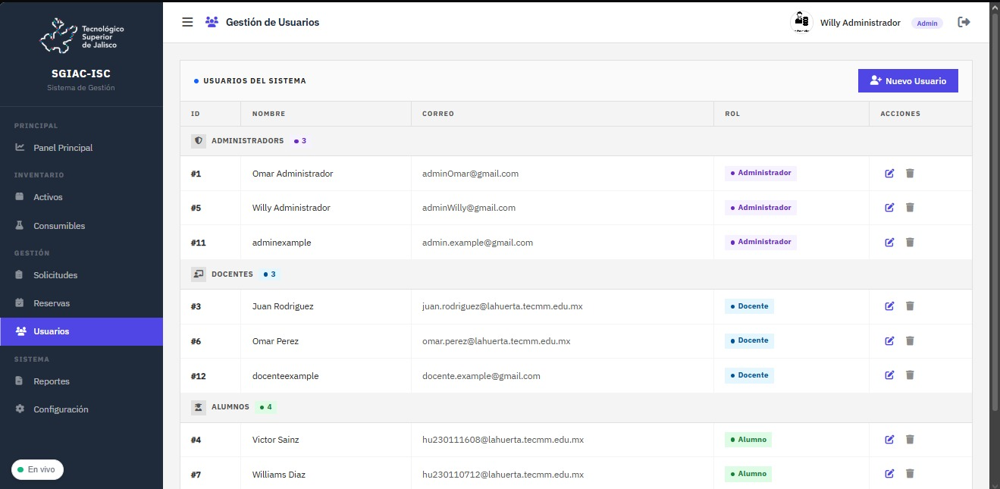 Tecnológico
Superior
de Jalisco
SGIAC-ISC
Sistema de Gestión
PRINCIPAL
Panel Principal
INVENTARIO
Activos
Consumibles
GESTIÓN
Solicitudes
Reservas
Usuarios
SISTEMA
Reportes
Configuración
En vivo
Gestión de Usuarios
Willy Administrador Admin
USUARIOS DEL SISTEMA
Nuevo Usuario
ID NOMBRE CORREO ROL ACCIONES
ADMINISTRADORS 3
#1 Omar Administrador adminOmar@gmail.com Administrador
#5 Willy Administrador adminWilly@gmail.com Administrador
#11 adminexample admin.example@gmail.com Administrador
DOCENTES 3
#3 Juan Rodriguez juan.rodriguez@lahuerta.tecmm.edu.mx Docente
#6 Omar Perez omar.perez@lahuerta.tecmm.edu.mx Docente
#12 docenteexample docente.example@gmail.com Docente
ALUMNOS 4
#4 Victor Sainz hu230111608@lahuerta.tecmm.edu.mx Alumno
#7 Williams Diaz hu230110712@lahuerta.tecmm.edu.mx Alumno